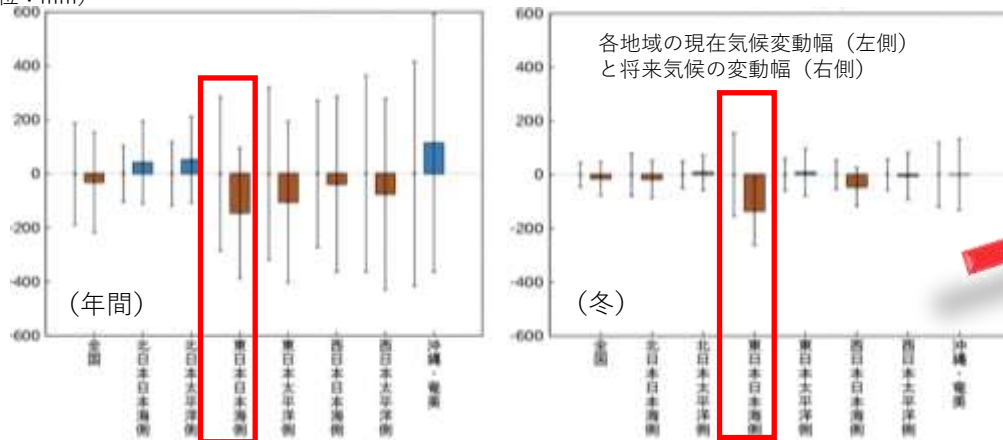 位：mm）
600
400
200
0
-200
-400
-600
（年間）
全国
北日本日本海側
北日本太平洋側
東日本日本海側
東日本太平洋側
西日本日本海側
西日本太平洋側
沖縄・奄美
600
400
200
0
-200
-400
-600
各地域の現在気候変動幅（左側）
と将来気候の変動幅（右側）
（冬）
全国
北日本日本海側
北日本太平洋側
東日本日本海側
東日本太平洋側
西日本日本海側
西日本太平洋側
沖縄・奄美